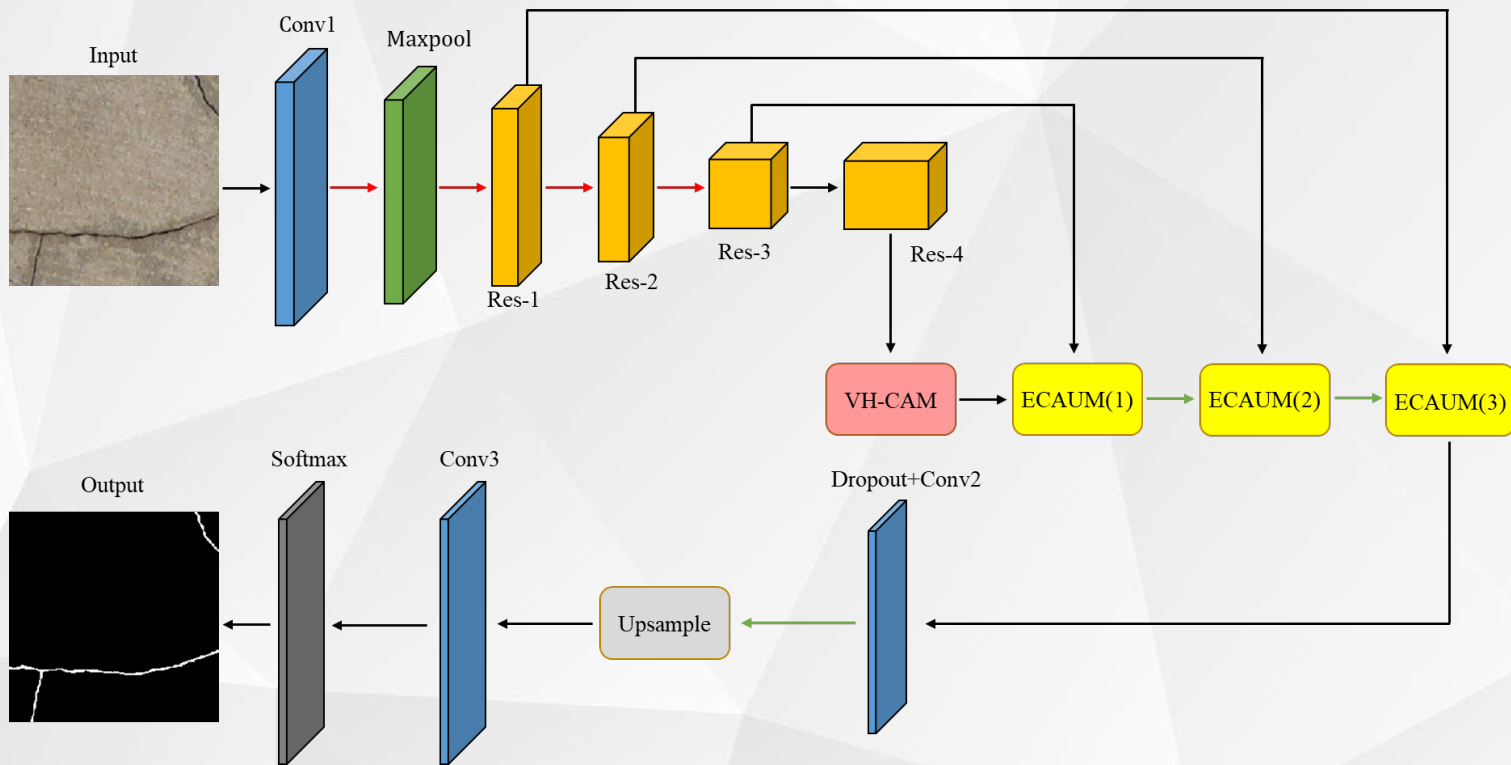 Input
Conv1
Maxpool
Res-1
Res-2
Res-3
Res-4
VH-CAM
ECAUM(1)
ECAUM(2)
ECAUM(3)
Output
Softmax
Conv3
Upsample
Dropout+Conv2